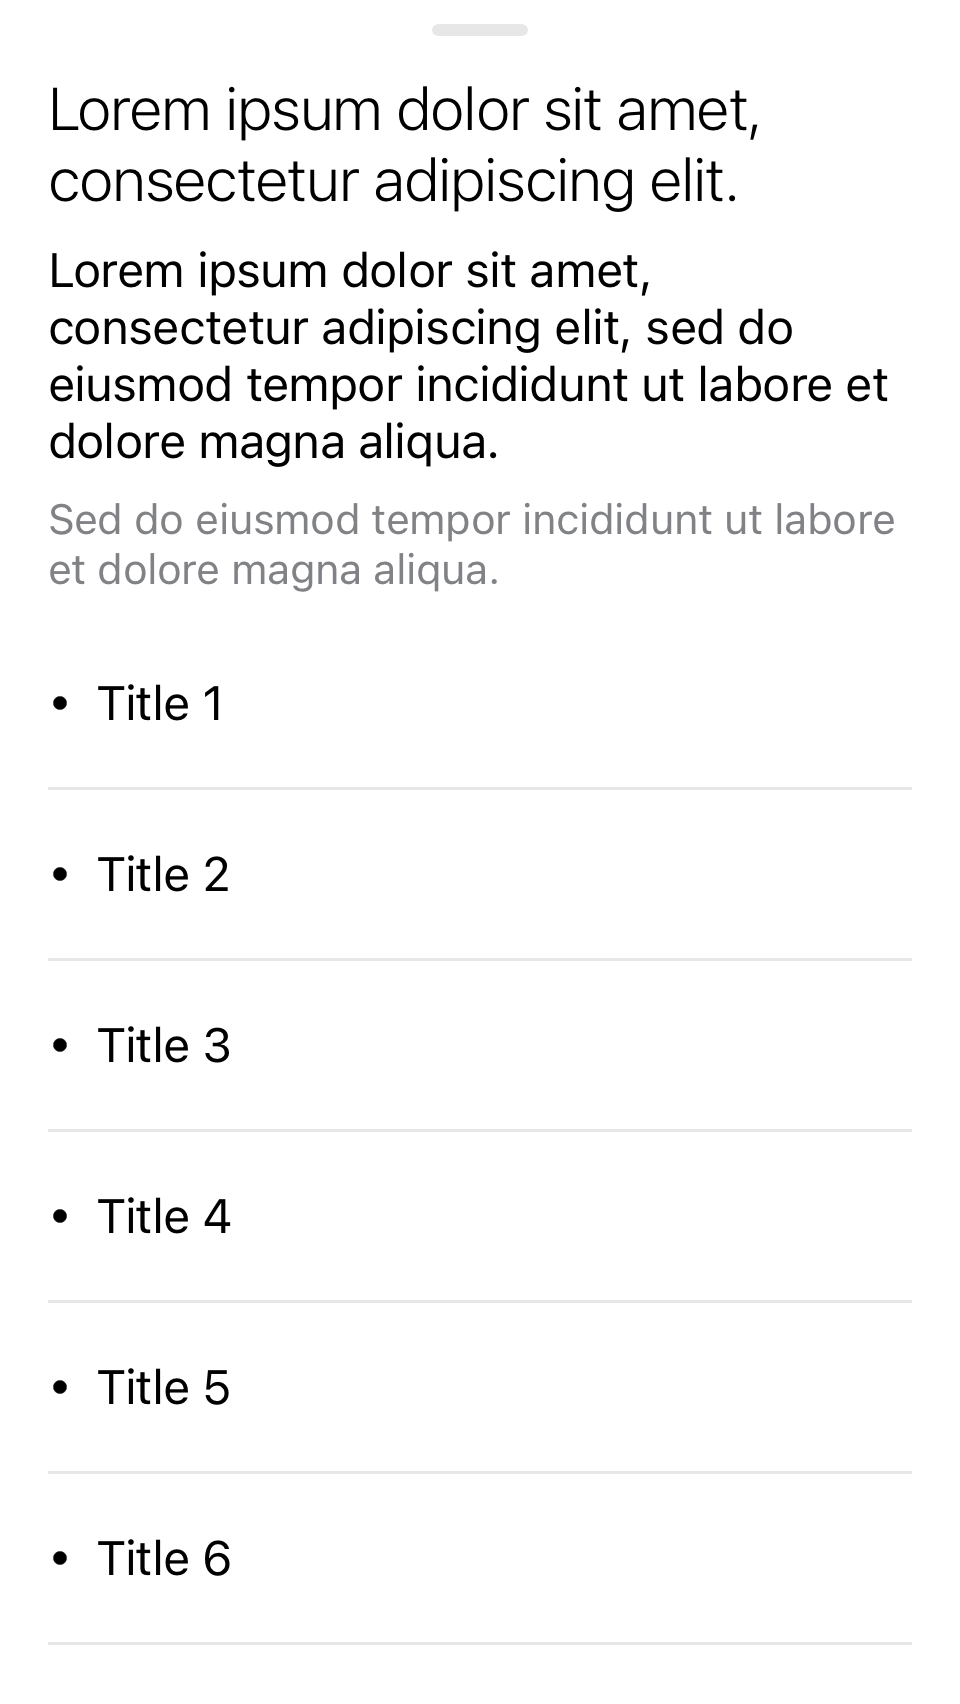 Lorem ipsum dolor sit amet,
consectetur adipiscing elit.
Lorem ipsum dolor sit amet,
consectetur adipiscing elit, sed do
eiusmod tempor incididunt ut labore et
dolore magna aliqua.
Sed do eiusmod tempor incididunt ut labore
et dolore magna aliqua.
• Title 1
• Title 2
• Title 3
• Title 4
• Title 5
• Title 6